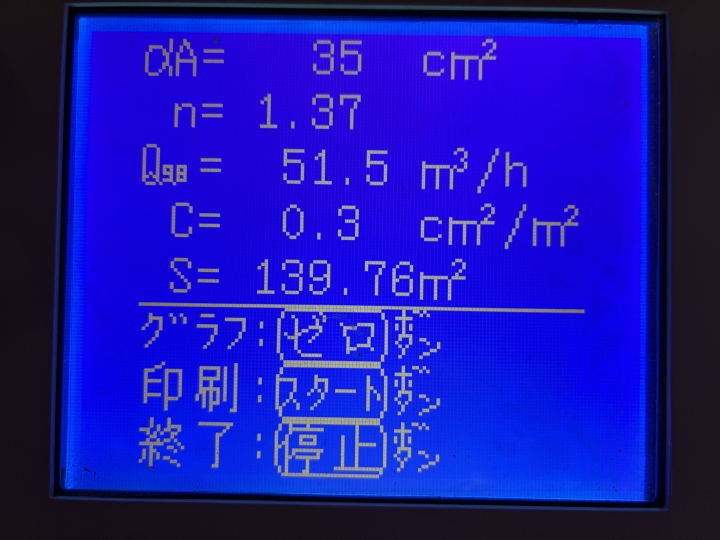 αA= 35 cm²
n= 1.37
Q9.8= 51.5 m³/h
C= 0.3 cm²/m²
S= 139.76m²
グラフ:ゼロボタン
印刷:スタートボタン
終了:停止ボタン